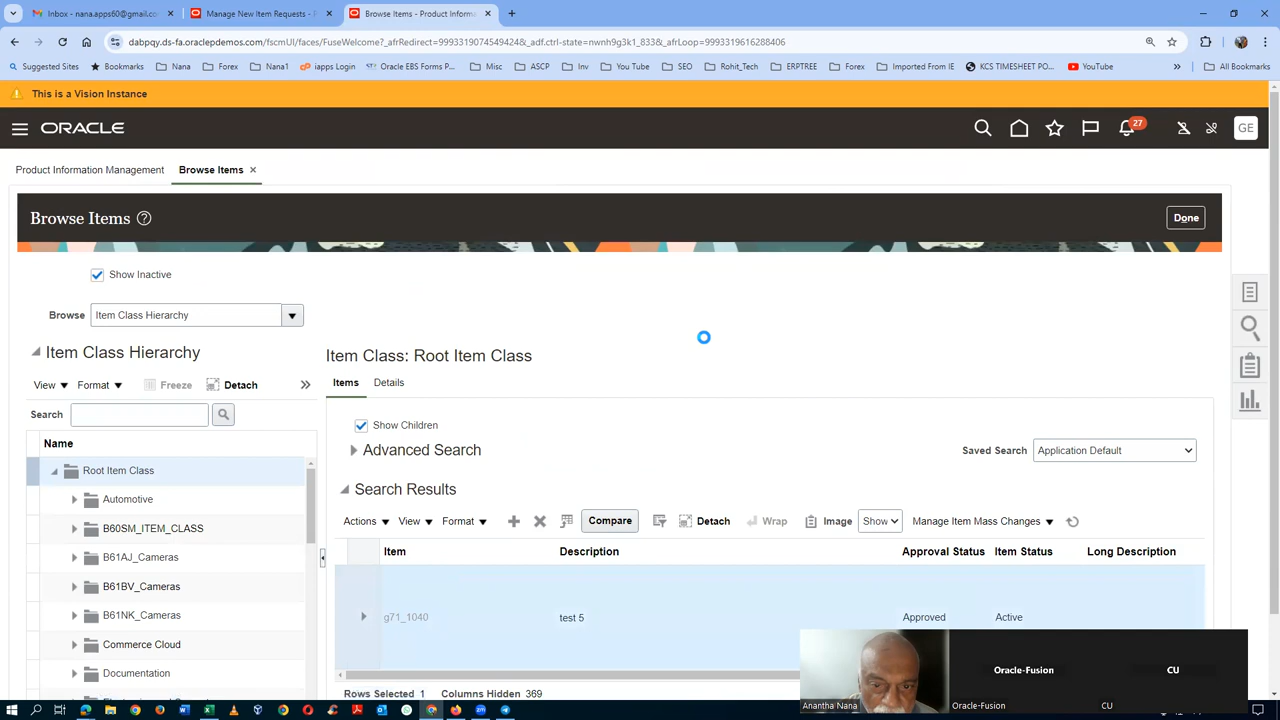 Inbox - nana.apps60@gmail.co
Manage New Item Requests -
Browse Items - Product Informa
dabpqy.ds-fa.oraclepdemos.com/fscmUI/faces/FuseWelcome?_afrRedirect=99933190745494248&_adf.ctrl-state=nwnh9g3k1_833&_afrLoop=9993319616288406
Suggested Sites Bookmarks Nana Forex Nana1 iapps Login Oracle EBS Forms P... Misc ASCP Inv You Tube SEO Rohit_Tech ERPTREE Forex Imported From IE KCS TIMESHEET PO... YouTube » All Bookmarks
This is a Vision Instance
ORACLE
27
GE
Product Information Management
Browse Items
Browse Items
Done
Show Inactive
Browse Item Class Hierarchy
Item Class Hierarchy
View Format Freeze Detach »
Search
Name
Root Item Class
Automotive
B60SM_ITEM_CLASS
B61AJ_Cameras
B61BV_Cameras
B61NK_Cameras
Commerce Cloud
Documentation
Item Class: Root Item Class
Items Details
Show Children
Advanced Search
Saved Search Application Default
Search Results
Actions View Format Compare Detach Wrap Image Show Manage Item Mass Changes
Item Description Approval Status Item Status Long Description
g71_1040 test 5 Approved Active
Rows Selected 1 Columns Hidden 369
Anantha Nana
Oracle-Fusion
Oracle-Fusion
CU
CU